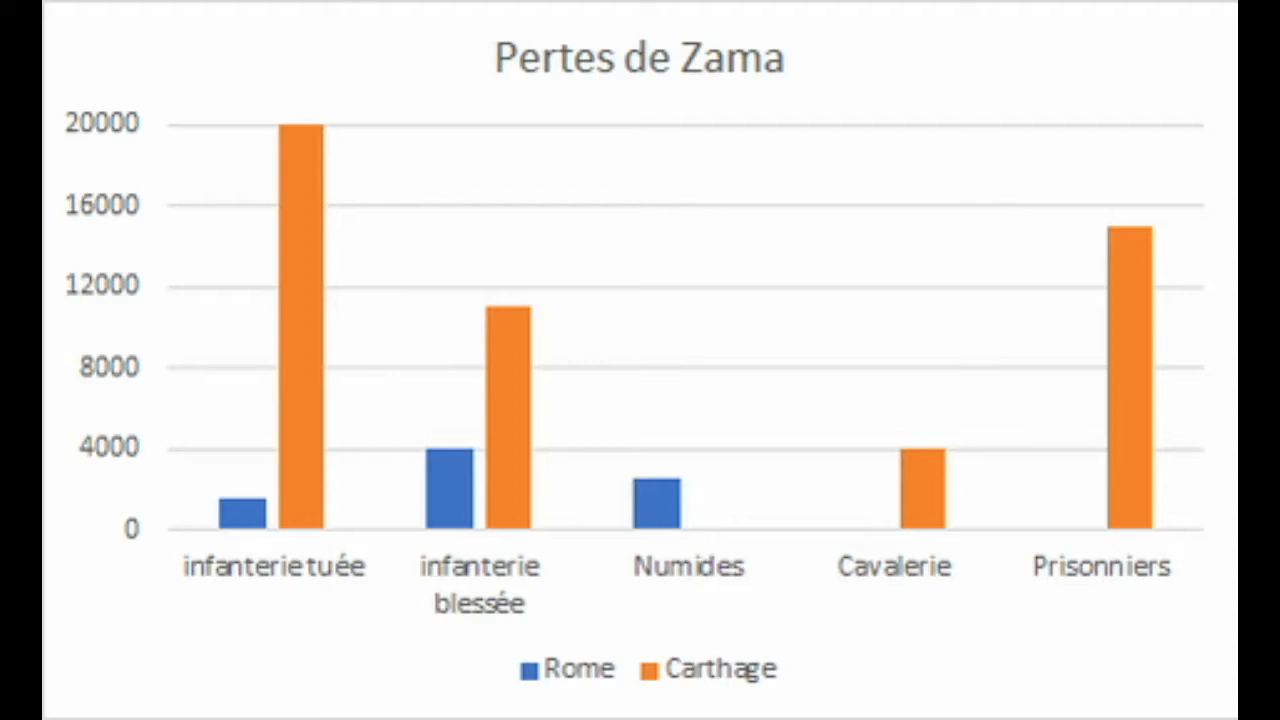 Pertes de Zama
20000
16000
12000
8000
4000
0
infanterie tuée
infanterie
blessée
Numides
Cavalerie
Prisonniers
Rome
Carthage